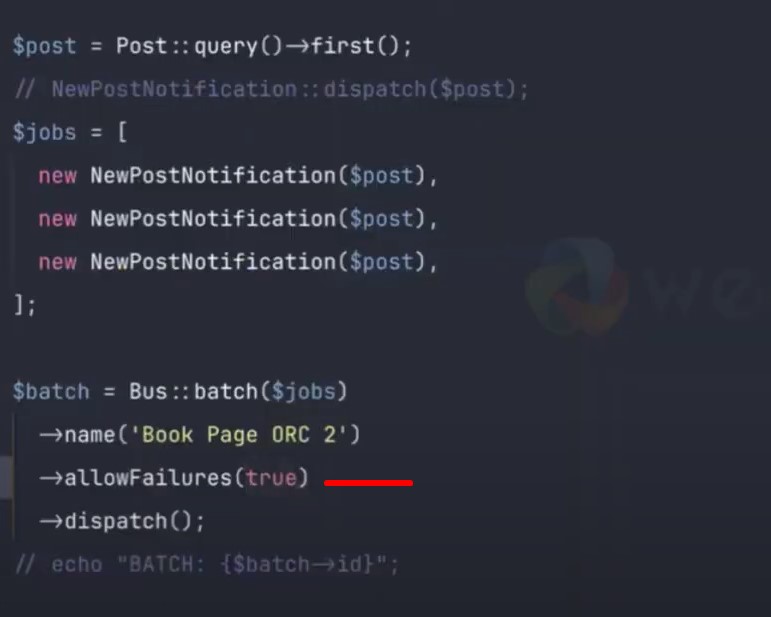 $post = Post::query()->first();
// NewPostNotification::dispatch($post);
$jobs = [
new NewPostNotification($post),
new NewPostNotification($post),
new NewPostNotification($post),
];
we
$batch = Bus::batch($jobs)
->name('Book Page ORC 2')
->allowFailures(true)
->dispatch();
// echo "BATCH: {$batch->id}";